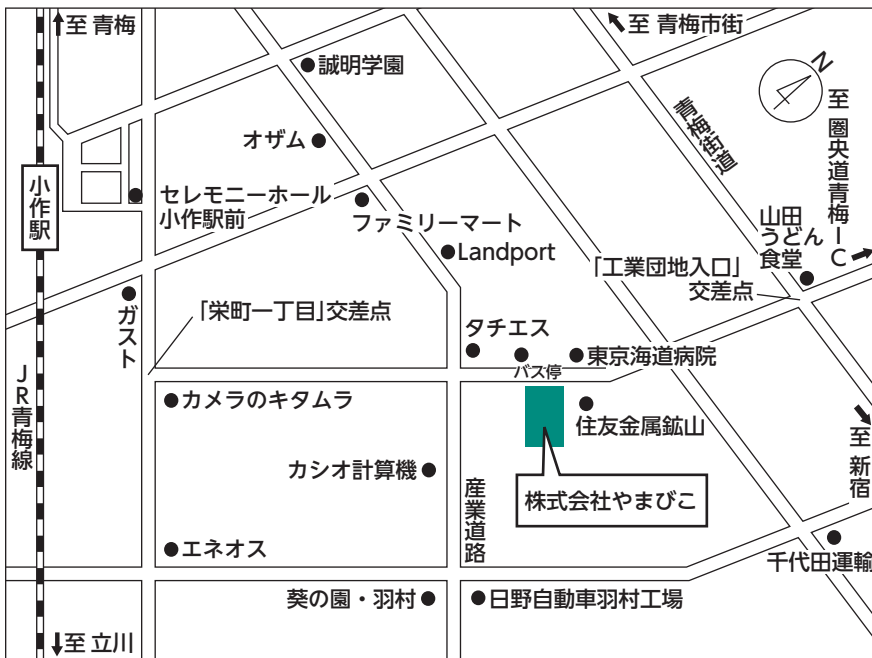 至 青梅
至 青梅市街
誠明学園
N
至 圏央道青梅IC
青梅街道
オザム
小作駅
セレモニーホール
小作駅前
ファミリーマート
山田
うどん
食堂
Landport
「工業団地入口」
交差点
ガスト
「栄町一丁目」交差点
タチエス
バス停
東京海道病院
JR青梅線
カメラのキタムラ
住友金属鉱山
至 新宿
カシオ計算機
産業道路
株式会社やまびこ
エネオス
千代田運輸
葵の園・羽村
日野自動車羽村工場
至 立川